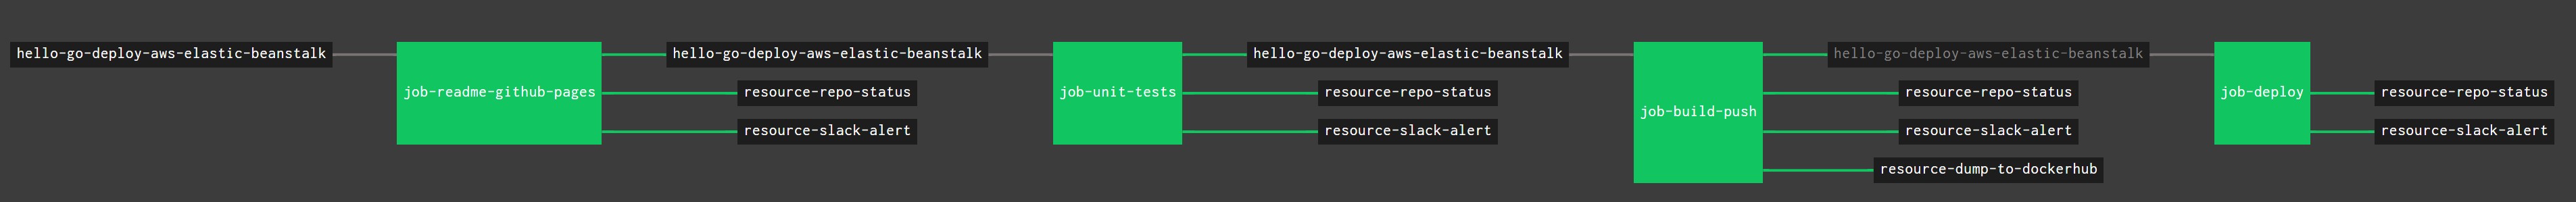 hello-go-deploy-aws-elastic-beanstalk
job-readme-github-pages
hello-go-deploy-aws-elastic-beanstalk
resource-repo-status
resource-slack-alert
job-unit-tests
hello-go-deploy-aws-elastic-beanstalk
resource-repo-status
resource-slack-alert
job-build-push
hello-go-deploy-aws-elastic-beanstalk
resource-repo-status
resource-slack-alert
resource-dump-to-dockerhub
job-deploy
resource-repo-status
resource-slack-alert